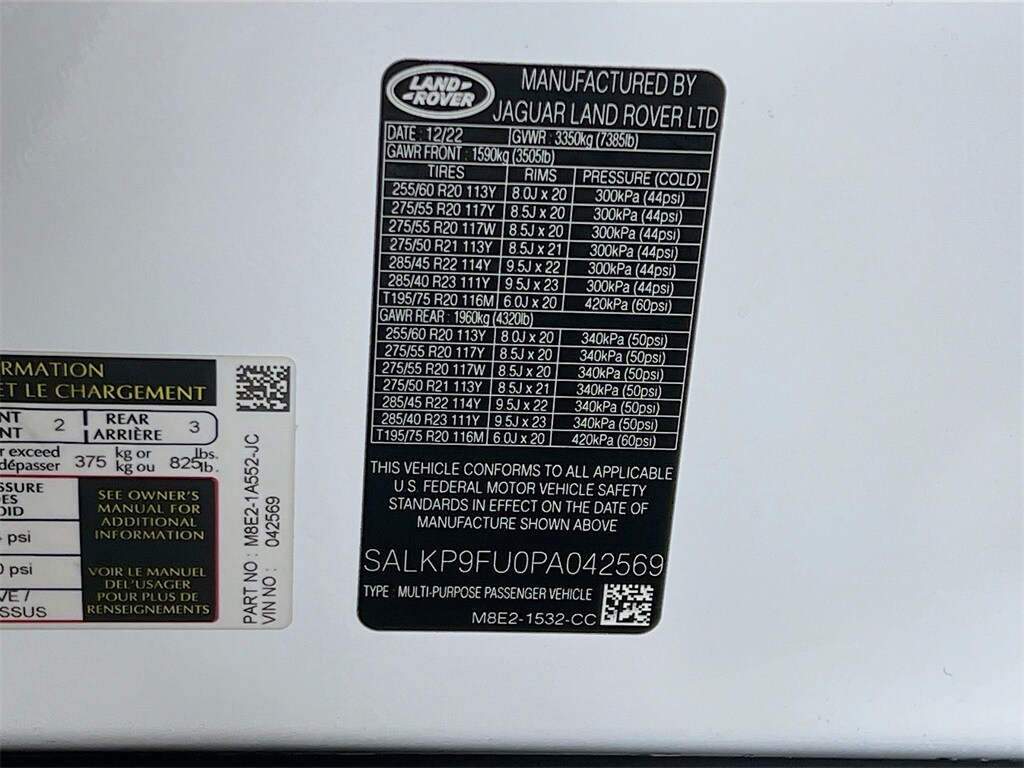 RMATION
ET LE CHARGEMENT
NT 2 REAR 3
NT ARRIÈRE
r exceed 375 kg or 825 lbs.
dépasser kg ou lb.
SSURE
ES
OID
psi
0 psi
VE /
SSUS
SEE OWNER'S
MANUAL FOR
ADDITIONAL
INFORMATION
VOIR LE MANUEL
DEL'USAGER
POUR PLUS DE
RENSEIGNEMENTS
PART NO : M8E2-1A552-JC
VIN NO : 042569
LAND-
-ROVER
MANUFACTURED BY
JAGUAR LAND ROVER LTD
DATE : 12/22 GVWR : 3350kg (7385lb)
GAWR FRONT : 1590kg (3505lb)
TIRES RIMS PRESSURE (COLD)
255/60 R20 113Y 8.0J x 20 300kPa (44psi)
275/55 R20 117Y 8.5J x 20 300kPa (44psi)
275/55 R20 117W 8.5J x 20 300kPa (44psi)
275/50 R21 113Y 8.5J x 21 300kPa (44psi)
285/45 R22 114Y 9.5J x 22 300kPa (44psi)
285/40 R23 111Y 9.5J x 23 300kPa (44psi)
T195/75 R20 116M 6.0J x 20 420kPa (60psi)
GAWR REAR : 1960kg (4320lb)
255/60 R20 113Y 8.0J x 20 340kPa (50psi)
275/55 R20 117Y 8.5J x 20 340kPa (50psi)
275/55 R20 117W 8.5J x 20 340kPa (50psi)
275/50 R21 113Y 8.5J x 21 340kPa (50psi)
285/45 R22 114Y 9.5J x 22 340kPa (50psi)
285/40 R23 111Y 9.5J x 23 340kPa (50psi)
T195/75 R20 116M 6.0J x 20 420kPa (60psi)
THIS VEHICLE CONFORMS TO ALL APPLICABLE
U.S. FEDERAL MOTOR VEHICLE SAFETY
STANDARDS IN EFFECT ON THE DATE OF
MANUFACTURE SHOWN ABOVE
SALKP9FU0PA042569
TYPE : MULTI-PURPOSE PASSENGER VEHICLE
M8E2-1532-CC